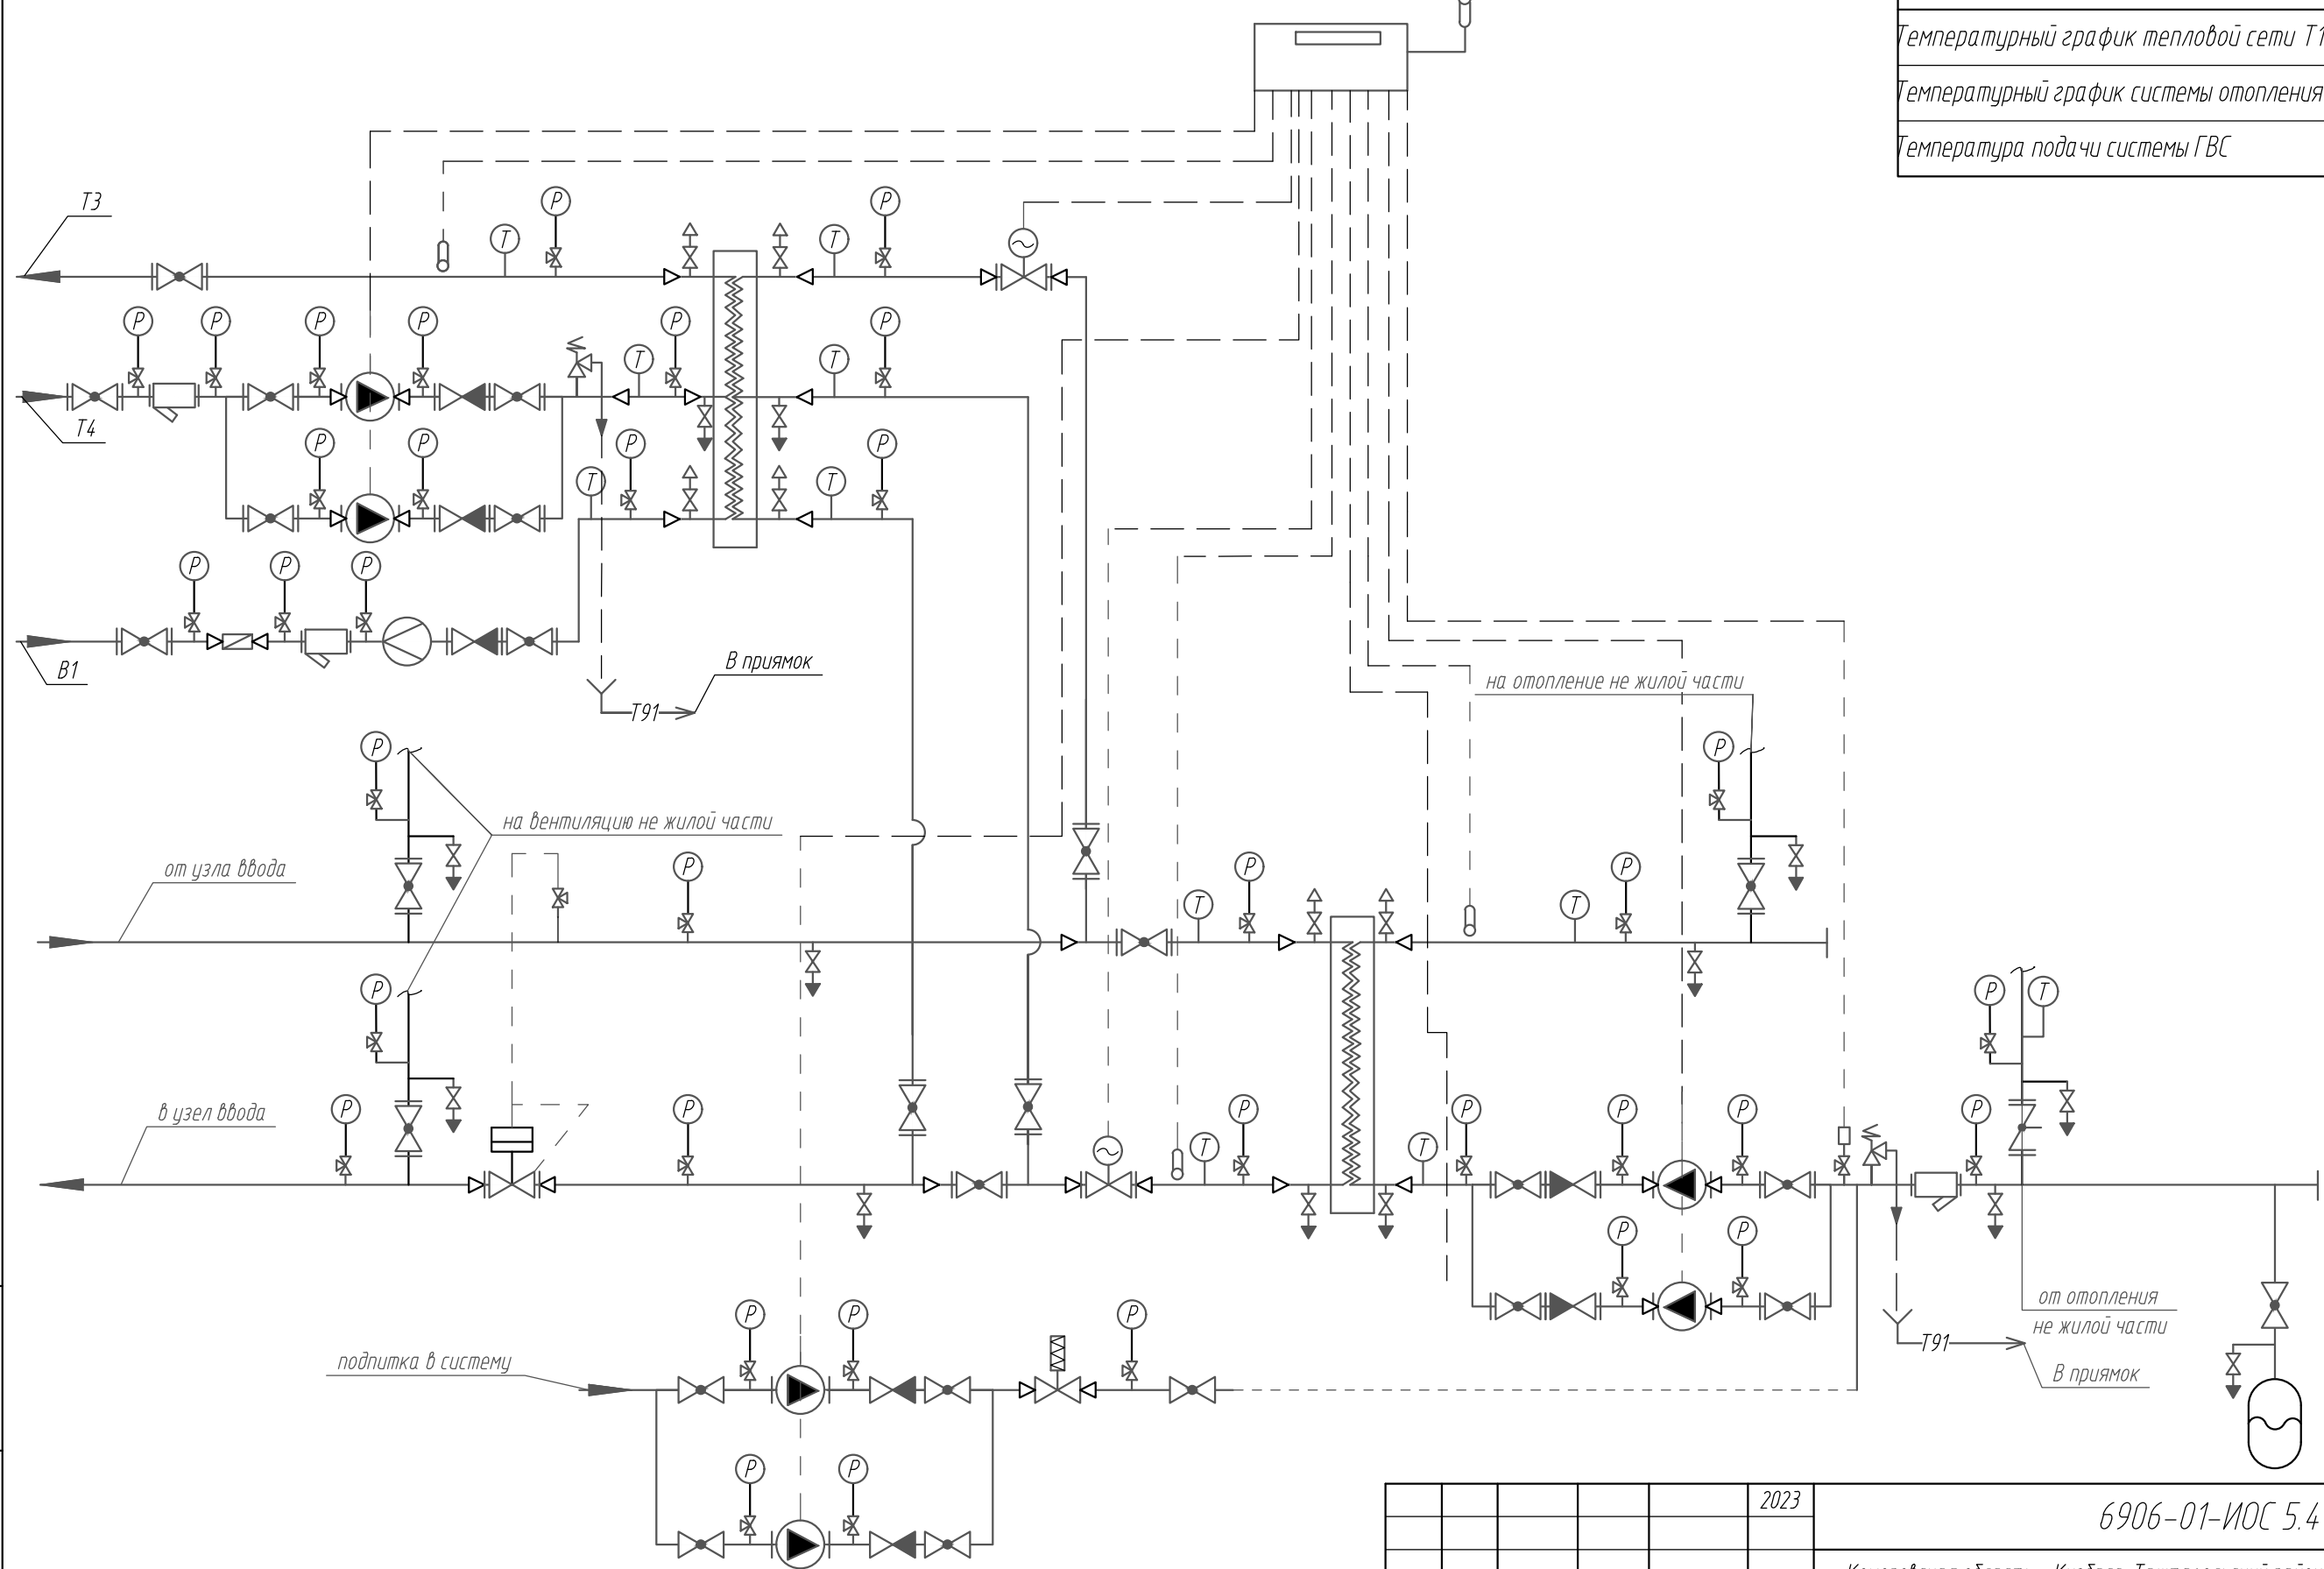 Температурный график тепловой сети Т1
Температурный график системы отопления
Температура подачи системы ГВС
Т3
Р
Р
Т
Т
Р
Р
Р
Р
Р
Р
Т
Т
Т4
Р
Р
Р
Р
Т
Т
Р
Р
Р
В1
В приямок
Т91
на отопление не жилой части
Р
Р
на вентиляцию не жилой части
от узла ввода
Р
Р
Р
Т
Т
Р
Р
Т
в узел ввода
Р
Р
Р
Т
Т
Р
Р
Р
Р
Р
Р
от отопления
не жилой части
Р
Р
Р
Т91
подпитка в систему
В приямок
Р
Р
2023
6906-01-ИОС 5.4